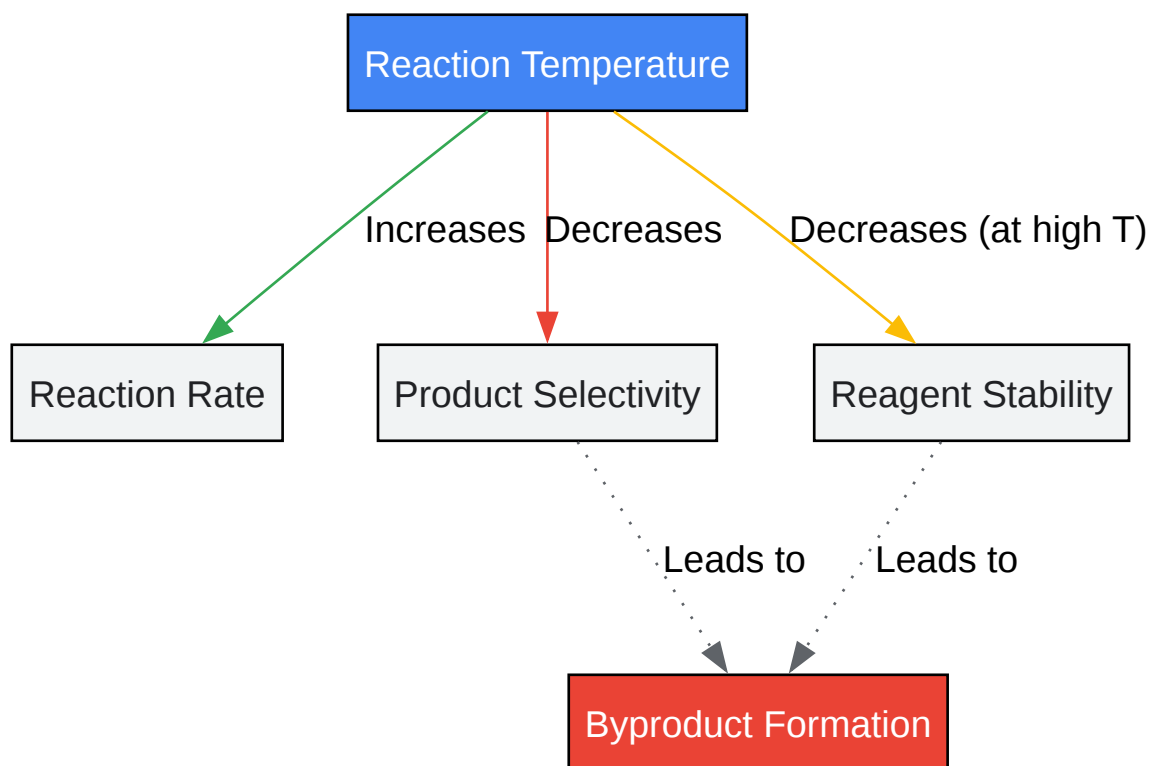 Reaction Temperature
Increases
Decreases
Decreases (at high T)
Reaction Rate
Product Selectivity
Reagent Stability
Leads to
Leads to
Byproduct Formation